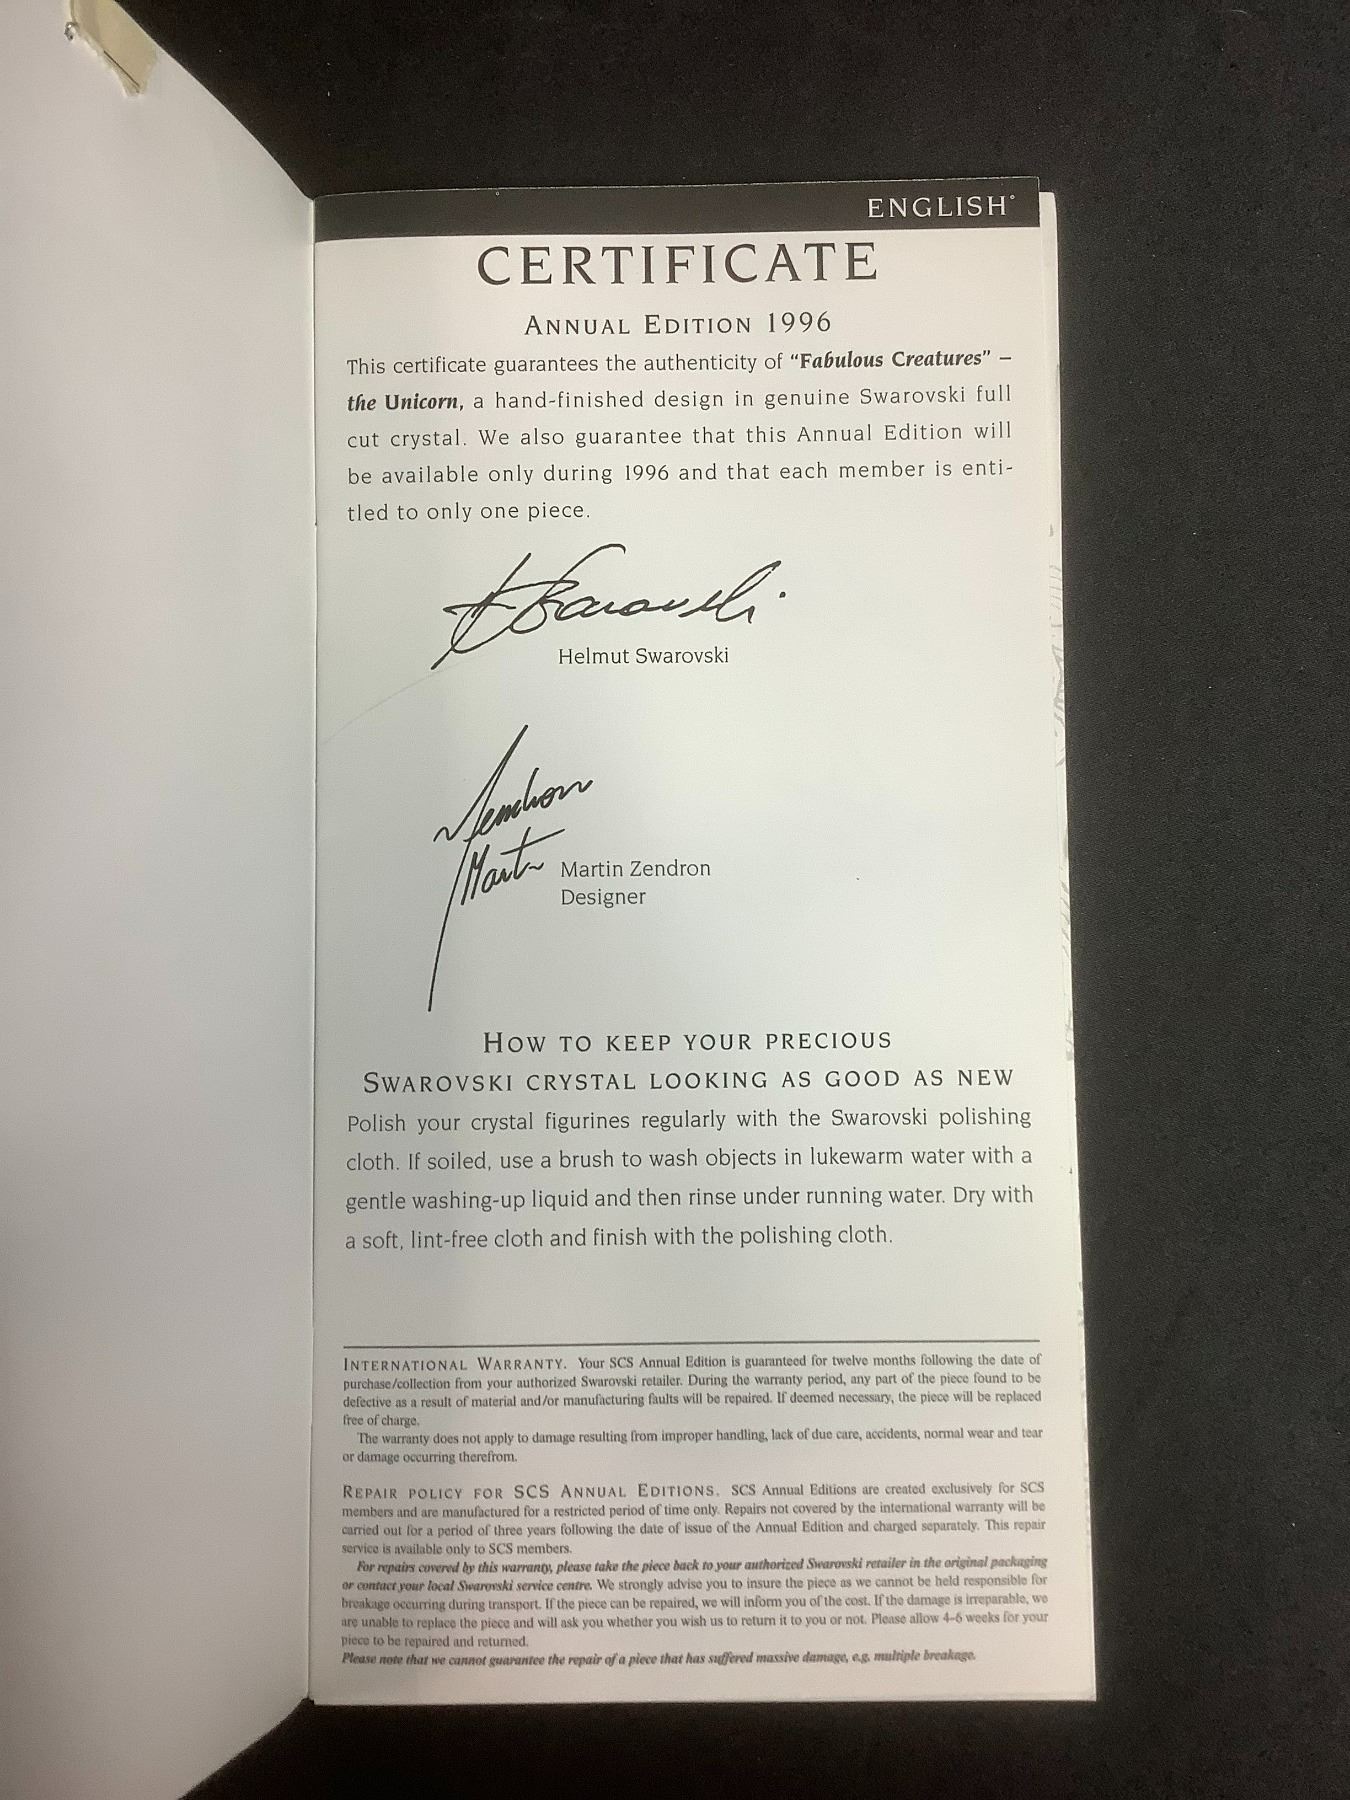 ENGLISH°
CERTIFICATE
ANNUAL EDITION 1996
This certificate guarantees the authenticity of “Fabulous Creatures” –
the Unicorn, a hand-finished design in genuine Swarovski full
cut crystal. We also guarantee that this Annual Edition will
be available only during 1996 and that each member is enti-
tled to only one piece.
Helmut Swarovski
Zendron
Martin
Martin Zendron
Designer
HOW TO KEEP YOUR PRECIOUS
SWAROVSKI CRYSTAL LOOKING AS GOOD AS NEW
Polish your crystal figurines regularly with the Swarovski polishing
cloth. If soiled, use a brush to wash objects in lukewarm water with a
gentle washing-up liquid and then rinse under running water. Dry with
a soft, lint-free cloth and finish with the polishing cloth.
INTERNATIONAL WARRANTY. Your SCS Annual Edition is guaranteed for twelve months following the date of
purchase/collection from your authorized Swarovski retailer. During the warranty period, any part of the piece found to be
defective as a result of material and/or manufacturing faults will be repaired. If deemed necessary, the piece will be replaced
free of charge.
The warranty does not apply to damage resulting from improper handling, lack of due care, accidents, normal wear and tear
or damage occurring therefrom.
REPAIR POLICY FOR SCS ANNUAL EDITIONS. SCS Annual Editions are created exclusively for SCS
members and are manufactured for a restricted period of time only. Repairs not covered by the international warranty will be
carried out for a period of three years following the date of issue of the Annual Edition and charged separately. This repair
service is available only to SCS members.
For repairs covered by this warranty, please take the piece back to your authorized Swarovski retailer in the original packaging
or contact your local Swarovski service centre. We strongly advise you to insure the piece as we cannot be held responsible for
breakage occurring during transport. If the piece can be repaired, we will inform you of the cost. If the damage is irreparable, we
are unable to replace the piece and will ask you whether you wish us to return it to you or not. Please allow 4–6 weeks for your
piece to be repaired and returned.
Please note that we cannot guarantee the repair of a piece that has suffered massive damage, e.g. multiple breakage.